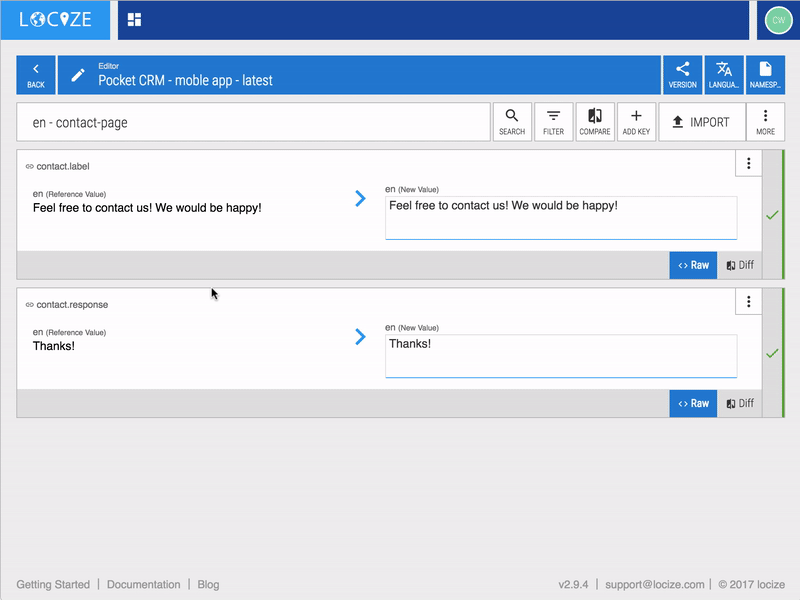 LOCIZE
CW
BACK
Editor
Pocket CRM - moble app - latest
VERSION
LANGUA...
NAMESP...
en - contact-page
SEARCH
FILTER
COMPARE
ADD KEY
IMPORT
MORE
contact.label
en (Reference Value)
Feel free to contact us! We would be happy!
en (New Value)
Feel free to contact us! We would be happy!
<> Raw
Diff
contact.response
en (Reference Value)
Thanks!
en (New Value)
Thanks!
<> Raw
Diff
Getting Started | Documentation | Blog
v2.9.4 | support@locize.com | © 2017 locize